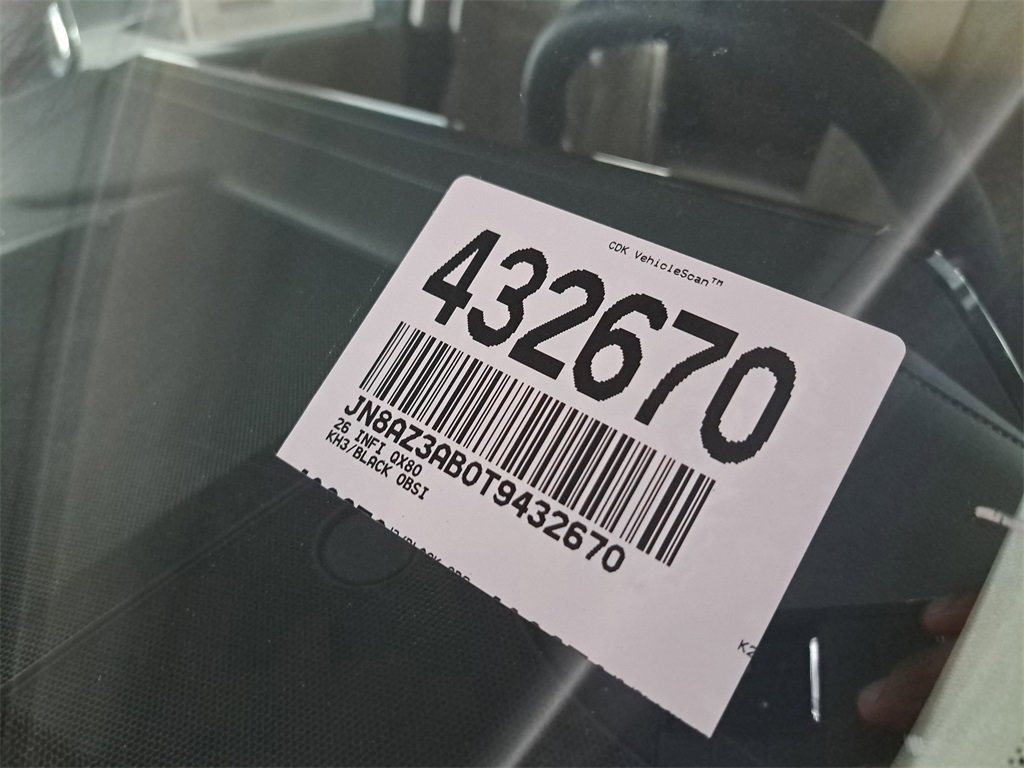 CDK VehicleScan™
432670
JN8AZ3AB0T9432670
26 INFI QX80
KH3/BLACK OBSI